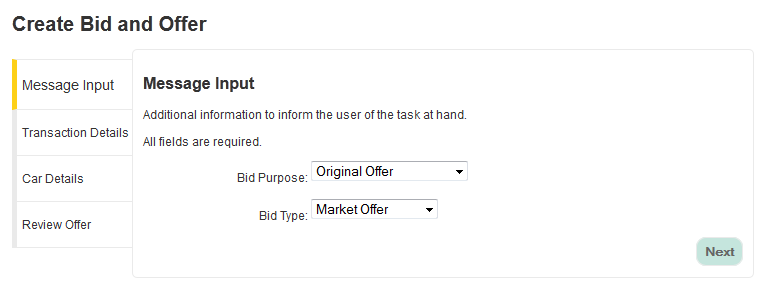 Create Bid and Offer
Message Input
Transaction Details
Car Details
Review Offer
Message Input
Additional information to inform the user of the task at hand.
All fields are required.
Bid Purpose: Original Offer
Bid Type: Market Offer
Next